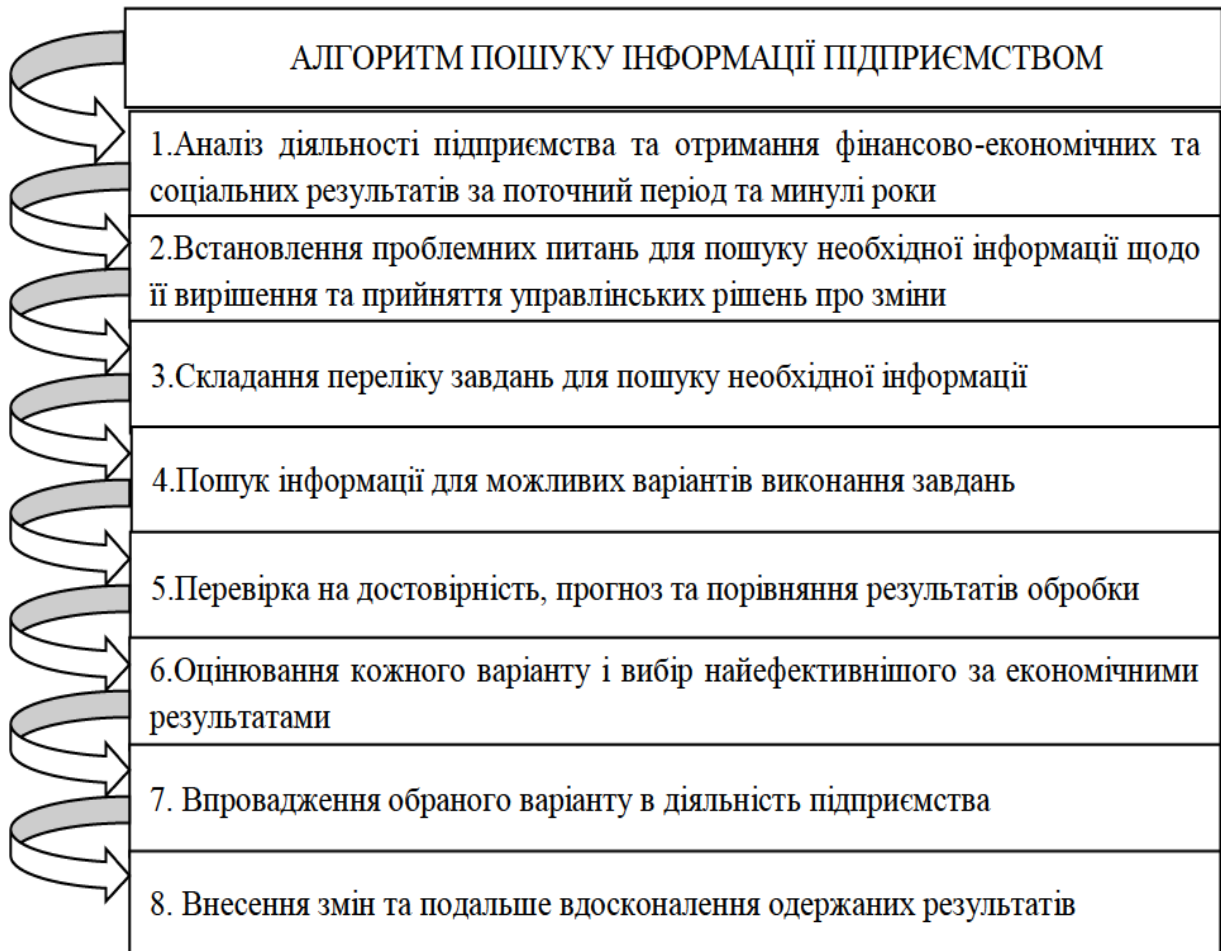 АЛГОРИТМ ПОШУКУ ІНФОРМАЦІЇ ПІДПРИЄМСТВОМ
1.Аналіз діяльності підприємства та отримання фінансово-економічних та
соціальних результатів за поточний період та минулі роки
2.Встановлення проблемних питань для пошуку необхідної інформації щодо
її вирішення та прийняття управлінських рішень про зміни
3.Складання переліку завдань для пошуку необхідної інформації
4.Пошук інформації для можливих варіантів виконання завдань
5.Перевірка на достовірність, прогноз та порівняння результатів обробки
6.Оцінювання кожного варіанту і вибір найефективнішого за економічними
результатами
7. Впровадження обраного варіанту в діяльність підприємства
8. Внесення змін та подальше вдосконалення одержаних результатів